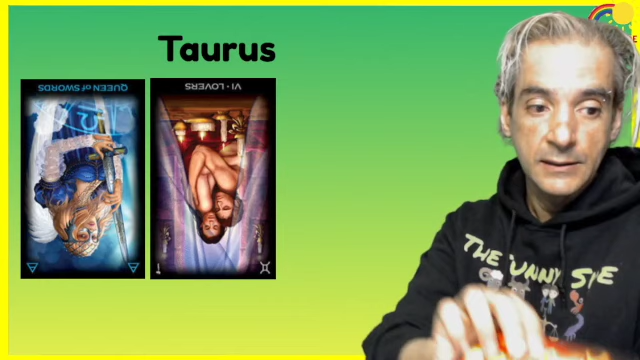 Taurus
QUEEN of SWORDS
VI · LOVERS
THE FUNNY SIDE